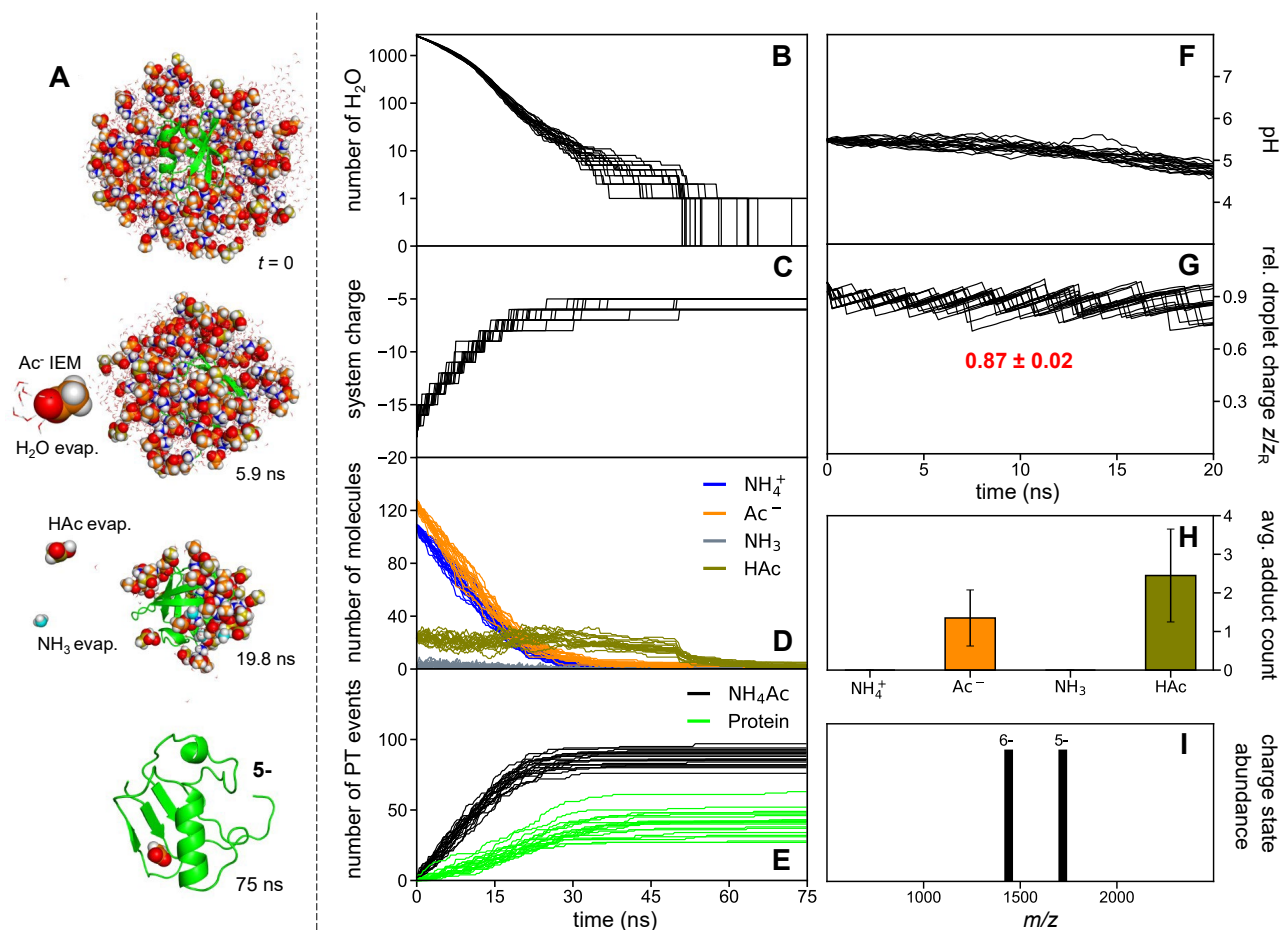 A
t = 0
Ac⁻ IEM
H₂O evap.
5.9 ns
HAc evap.
NH₃ evap.
19.8 ns
5-
75 ns
B
number of H₂O
1000
100
10
1
0
C
system charge
−5
−10
−15
−20
D
number of molecules
120
80
40
0
NH₄⁺
Ac⁻
NH₃
HAc
E
number of PT events
100
50
0
NH₄Ac
Protein
0 15 30 45 60 75
time (ns)
F
pH
7
6
5
4
G
rel. droplet charge z/z_R
0.9
0.6
0.3
0.87 ± 0.02
0 5 10 15 20
time (ns)
H
avg. adduct count
4
3
2
1
0
NH₄⁺ Ac⁻ NH₃ HAc
I
charge state
abundance
6- 5-
1000 1500 2000
m/z